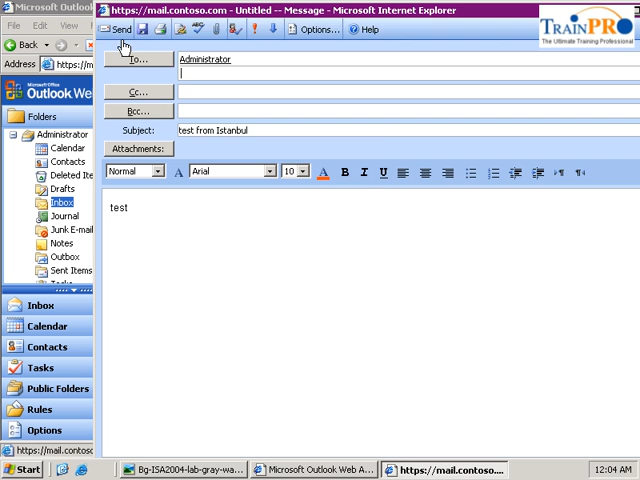 Microsoft Outlook
https://mail.contoso.com - Untitled -- Message - Microsoft Internet Explorer
TrainPRO
The Ultimate Training Professional
File Edit View
Send
Options...
Help
Back
To...
Administrator
Address
https://m
Cc...
Microsoft Office
Outlook Web
Bcc...
Folders
Subject:
test from Istanbul
Administrator
Attachments:
Calendar
Contacts
Normal
A
Arial
10
A B I U
Deleted Ite
Drafts
Inbox
test
Journal
Junk E-mail
Notes
Outbox
Sent Items
Inbox
Calendar
Contacts
Tasks
Public Folders
Rules
Options
https://mail.contoso
Start
Bg-ISA2004-lab-gray-wa...
Microsoft Outlook Web A...
https://mail.contoso....
12:04 AM